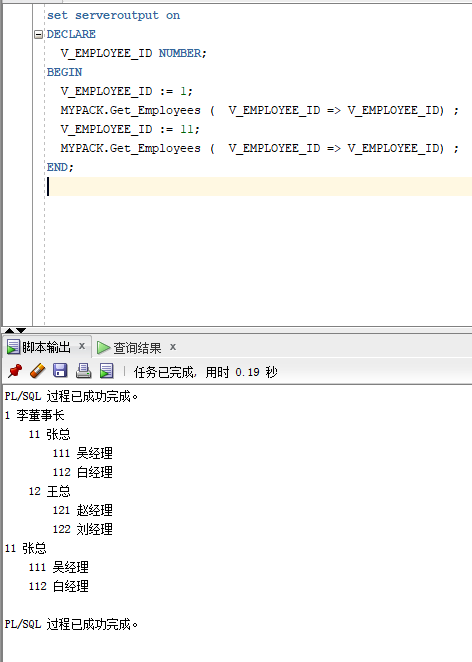 set serveroutput on
DECLARE
  V_EMPLOYEE_ID NUMBER;
BEGIN
  V_EMPLOYEE_ID := 1;
  MYPACK.Get_Employees (  V_EMPLOYEE_ID => V_EMPLOYEE_ID) ;
  V_EMPLOYEE_ID := 11;
  MYPACK.Get_Employees (  V_EMPLOYEE_ID => V_EMPLOYEE_ID) ;
END;
脚本输出 x 查询结果 x
任务已完成, 用时 0.19 秒
PL/SQL 过程已成功完成。
1 李董事长
    11 张总
        111 吴经理
        112 白经理
    12 王总
        121 赵经理
        122 刘经理
11 张总
    111 吴经理
    112 白经理
PL/SQL 过程已成功完成。